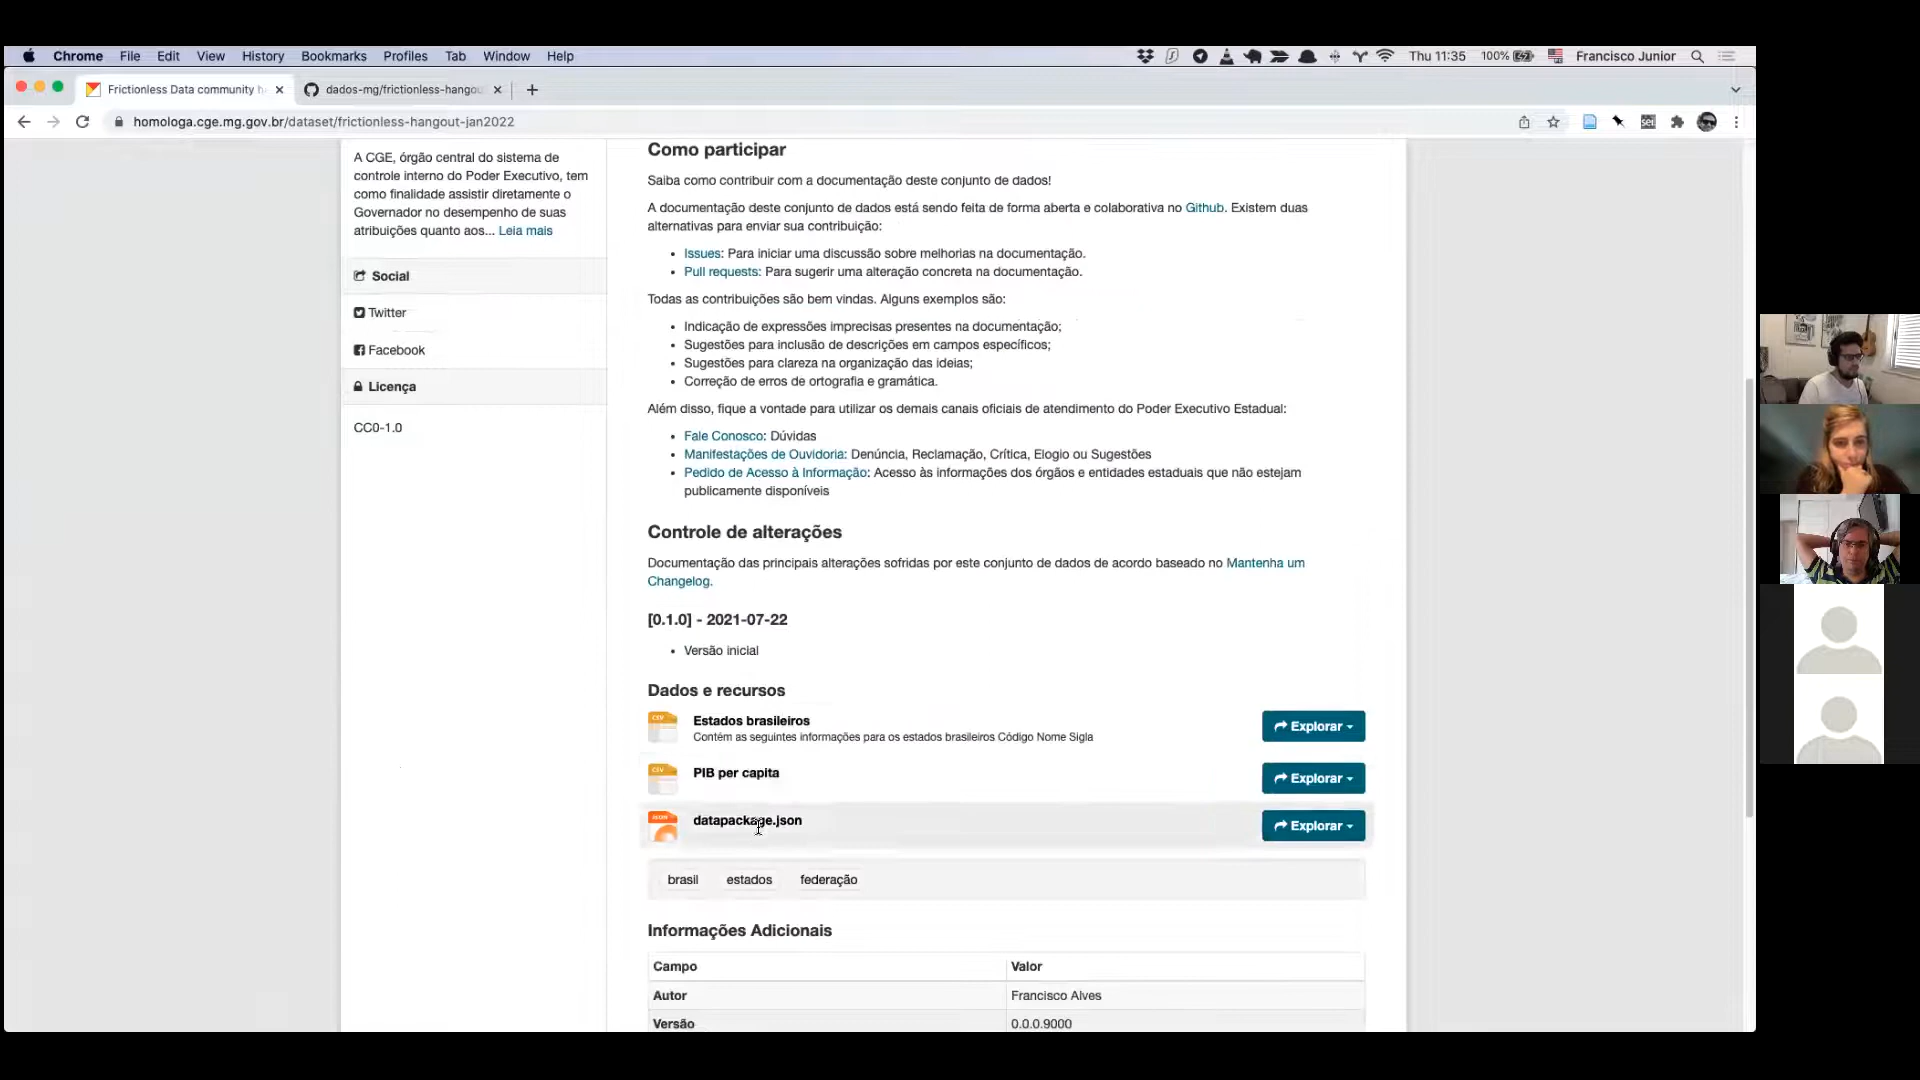 Chrome File Edit View History Bookmarks Profiles Tab Window Help Thu 11:35 100% Francisco Junior
Frictionless Data community h
dados-mg/frictionless-hangou
homologa.cge.mg.gov.br/dataset/frictionless-hangout-jan2022
A CGE, órgão central do sistema de
controle interno do Poder Executivo, tem
como finalidade assistir diretamente o
Governador no desempenho de suas
atribuições quanto aos... Leia mais
Social
Twitter
Facebook
Licença
CC0-1.0
Como participar
Saiba como contribuir com a documentação deste conjunto de dados!
A documentação deste conjunto de dados está sendo feita de forma aberta e colaborativa no Github. Existem duas
alternativas para enviar sua contribuição:
• Issues: Para iniciar uma discussão sobre melhorias na documentação.
• Pull requests: Para sugerir uma alteração concreta na documentação.
Todas as contribuições são bem vindas. Alguns exemplos são:
• Indicação de expressões imprecisas presentes na documentação;
• Sugestões para inclusão de descrições em campos específicos;
• Sugestões para clareza na organização das ideias;
• Correção de erros de ortografia e gramática.
Além disso, fique a vontade para utilizar os demais canais oficiais de atendimento do Poder Executivo Estadual:
• Fale Conosco: Dúvidas
• Manifestações de Ouvidoria: Denúncia, Reclamação, Crítica, Elogio ou Sugestões
• Pedido de Acesso à Informação: Acesso às informações dos órgãos e entidades estaduais que não estejam
publicamente disponíveis
Controle de alterações
Documentação das principais alterações sofridas por este conjunto de dados de acordo baseado no Mantenha um
Changelog.
[0.1.0] - 2021-07-22
• Versão inicial
Dados e recursos
CSV
Estados brasileiros
Explorar
Contém as seguintes informações para os estados brasileiros Código Nome Sigla
CSV
PIB per capita
Explorar
JSON
datapackage.json
Explorar
brasil estados federação
Informações Adicionais
Campo Valor
Autor Francisco Alves
Versão 0.0.0.9000